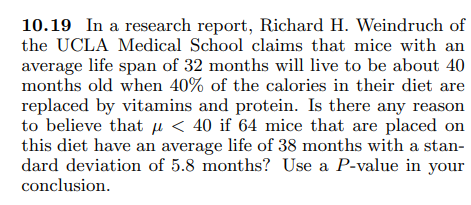 10.19 In a research report, Richard H. Weindruch of
the UCLA Medical School claims that mice with an
average life span of 32 months will live to be about 40
months old when 40% of the calories in their diet are
replaced by vitamins and protein. Is there any reason
to believe that μ < 40 if 64 mice that are placed on
this diet have an average life of 38 months with a stan-
dard deviation of 5.8 months? Use a P-value in your
conclusion.